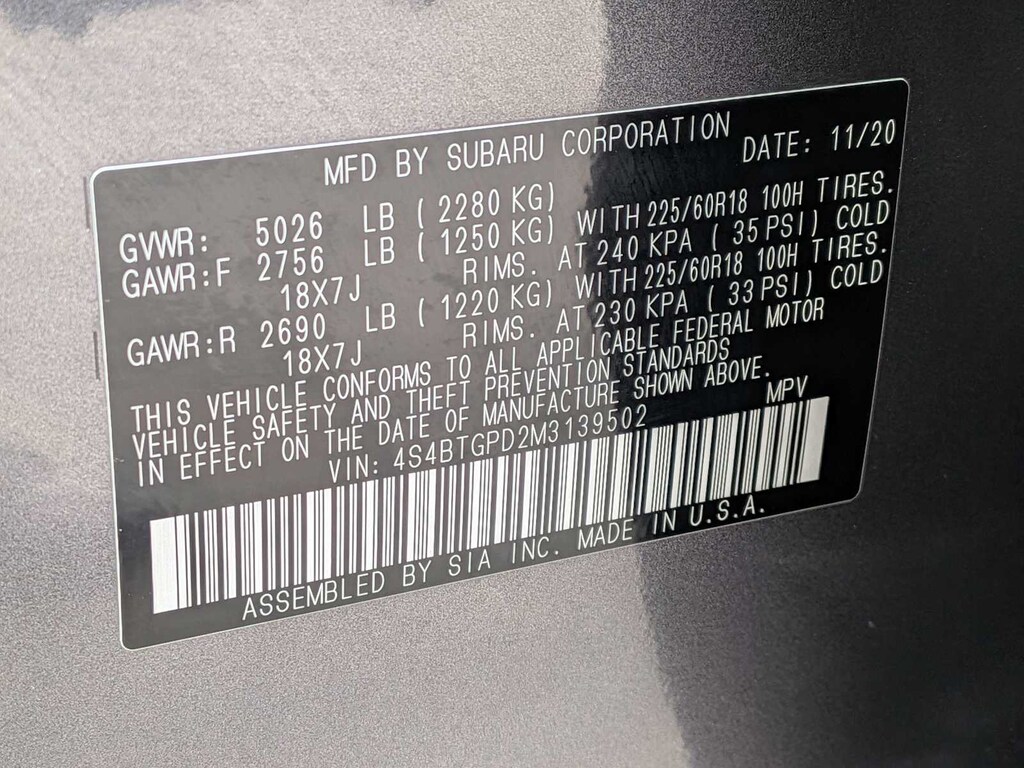 MFD BY SUBARU CORPORATION DATE: 11/20
GVWR: 5026 LB ( 2280 KG)
GAWR:F 2756 LB ( 1250 KG) WITH 225/60R18 100H TIRES.
18X7J RIMS. AT 240 KPA ( 35 PSI) COLD
GAWR:R 2690 LB ( 1220 KG) WITH 225/60R18 100H TIRES.
18X7J RIMS. AT 230 KPA ( 33 PSI) COLD
THIS VEHICLE CONFORMS TO ALL APPLICABLE FEDERAL MOTOR
VEHICLE SAFETY AND THEFT PREVENTION STANDARDS
IN EFFECT ON THE DATE OF MANUFACTURE SHOWN ABOVE.
VIN: 4S4BTGPD2M3139502 MPV
ASSEMBLED BY SIA INC. MADE IN U.S.A.